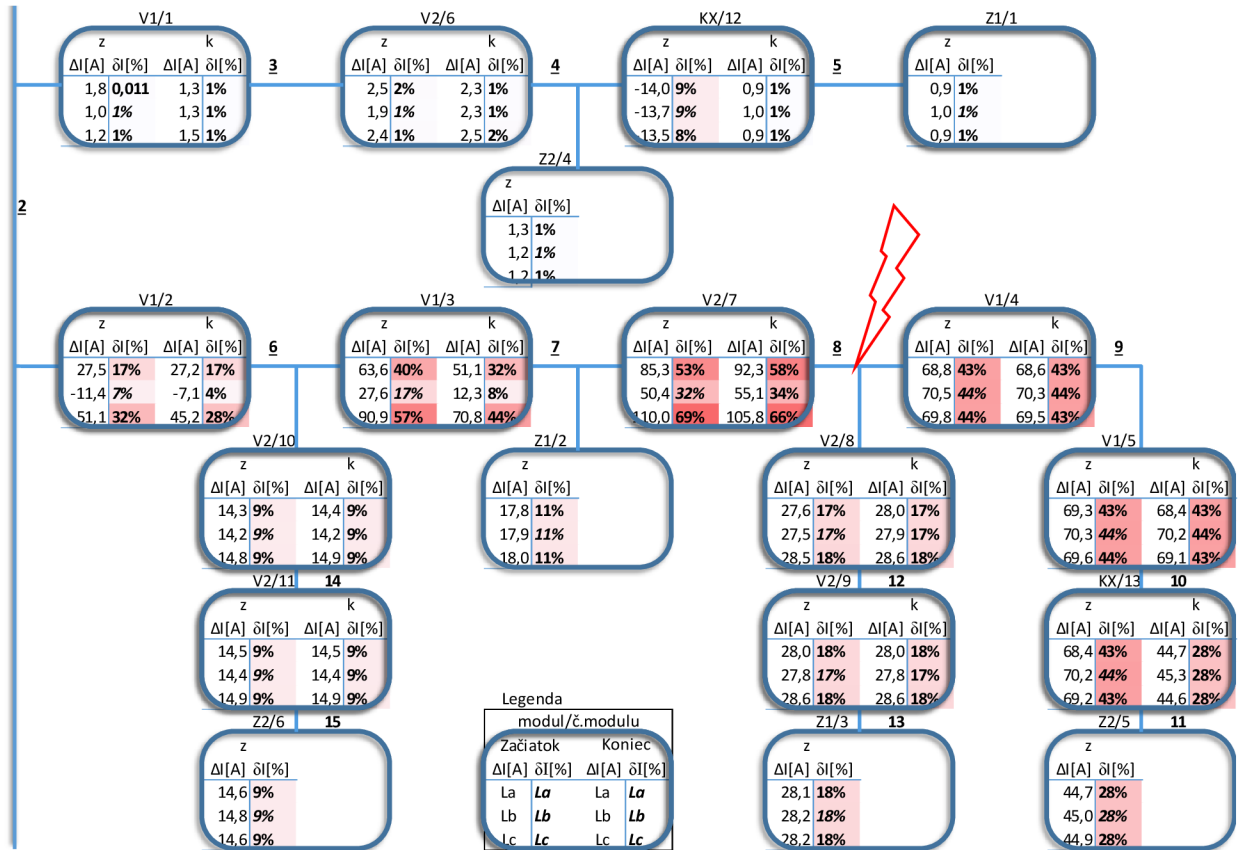 V1/1 V2/6 KX/12 Z1/1
z k z k z k z
ΔI[A] δI[%] ΔI[A] δI[%] 3 ΔI[A] δI[%] ΔI[A] δI[%] 4 ΔI[A] δI[%] ΔI[A] δI[%] 5 ΔI[A] δI[%]
1,8 0,011 1,3 1% 2,5 2% 2,3 1% -14,0 9% 0,9 1% 0,9 1%
1,0 1% 1,3 1% 1,9 1% 2,3 1% -13,7 9% 1,0 1% 1,0 1%
1,2 1% 1,5 1% 2,4 1% 2,5 2% -13,5 8% 0,9 1% 0,9 1%
Z2/4
z
2 ΔI[A] δI[%]
1,3 1%
1,2 1%
1,2 1%
V1/2 V1/3 V2/7 V1/4
z k z k z k z k
ΔI[A] δI[%] ΔI[A] δI[%] 6 ΔI[A] δI[%] ΔI[A] δI[%] 7 ΔI[A] δI[%] ΔI[A] δI[%] 8 ΔI[A] δI[%] ΔI[A] δI[%] 9
27,5 17% 27,2 17% 63,6 40% 51,1 32% 85,3 53% 92,3 58% 68,8 43% 68,6 43%
-11,4 7% -7,1 4% 27,6 17% 12,3 8% 50,4 32% 55,1 34% 70,5 44% 70,3 44%
51,1 32% 45,2 28% 90,9 57% 70,8 44% 110,0 69% 105,8 66% 69,8 44% 69,5 43%
V2/10 Z1/2 V2/8 V1/5
z k z z k z k
ΔI[A] δI[%] ΔI[A] δI[%] ΔI[A] δI[%] ΔI[A] δI[%] ΔI[A] δI[%] ΔI[A] δI[%] ΔI[A] δI[%]
14,3 9% 14,4 9% 17,8 11% 27,6 17% 28,0 17% 69,3 43% 68,4 43%
14,2 9% 14,2 9% 17,9 11% 27,5 17% 27,9 17% 70,3 44% 70,2 44%
14,8 9% 14,9 9% 18,0 11% 28,5 18% 28,6 18% 69,6 44% 69,1 43%
V2/11 14 V2/9 12 KX/13 10
z k z k z k
ΔI[A] δI[%] ΔI[A] δI[%] ΔI[A] δI[%] ΔI[A] δI[%] ΔI[A] δI[%] ΔI[A] δI[%]
14,5 9% 14,5 9% 28,0 18% 28,0 18% 68,4 43% 44,7 28%
14,4 9% 14,4 9% 27,8 17% 27,8 17% 70,2 44% 45,3 28%
14,9 9% 14,9 9% 28,6 18% 28,6 18% 69,2 43% 44,6 28%
Legenda
Z2/6 15 modul/č.modulu Z1/3 13 Z2/5 11
z Začiatok Koniec z z
ΔI[A] δI[%] ΔI[A] δI[%] ΔI[A] δI[%] ΔI[A] δI[%] ΔI[A] δI[%]
14,6 9% La La La La 28,1 18% 44,7 28%
14,8 9% Lb Lb Lb Lb 28,2 18% 45,0 28%
14,6 9% Lc Lc Lc Lc 28,2 18% 44,9 28%